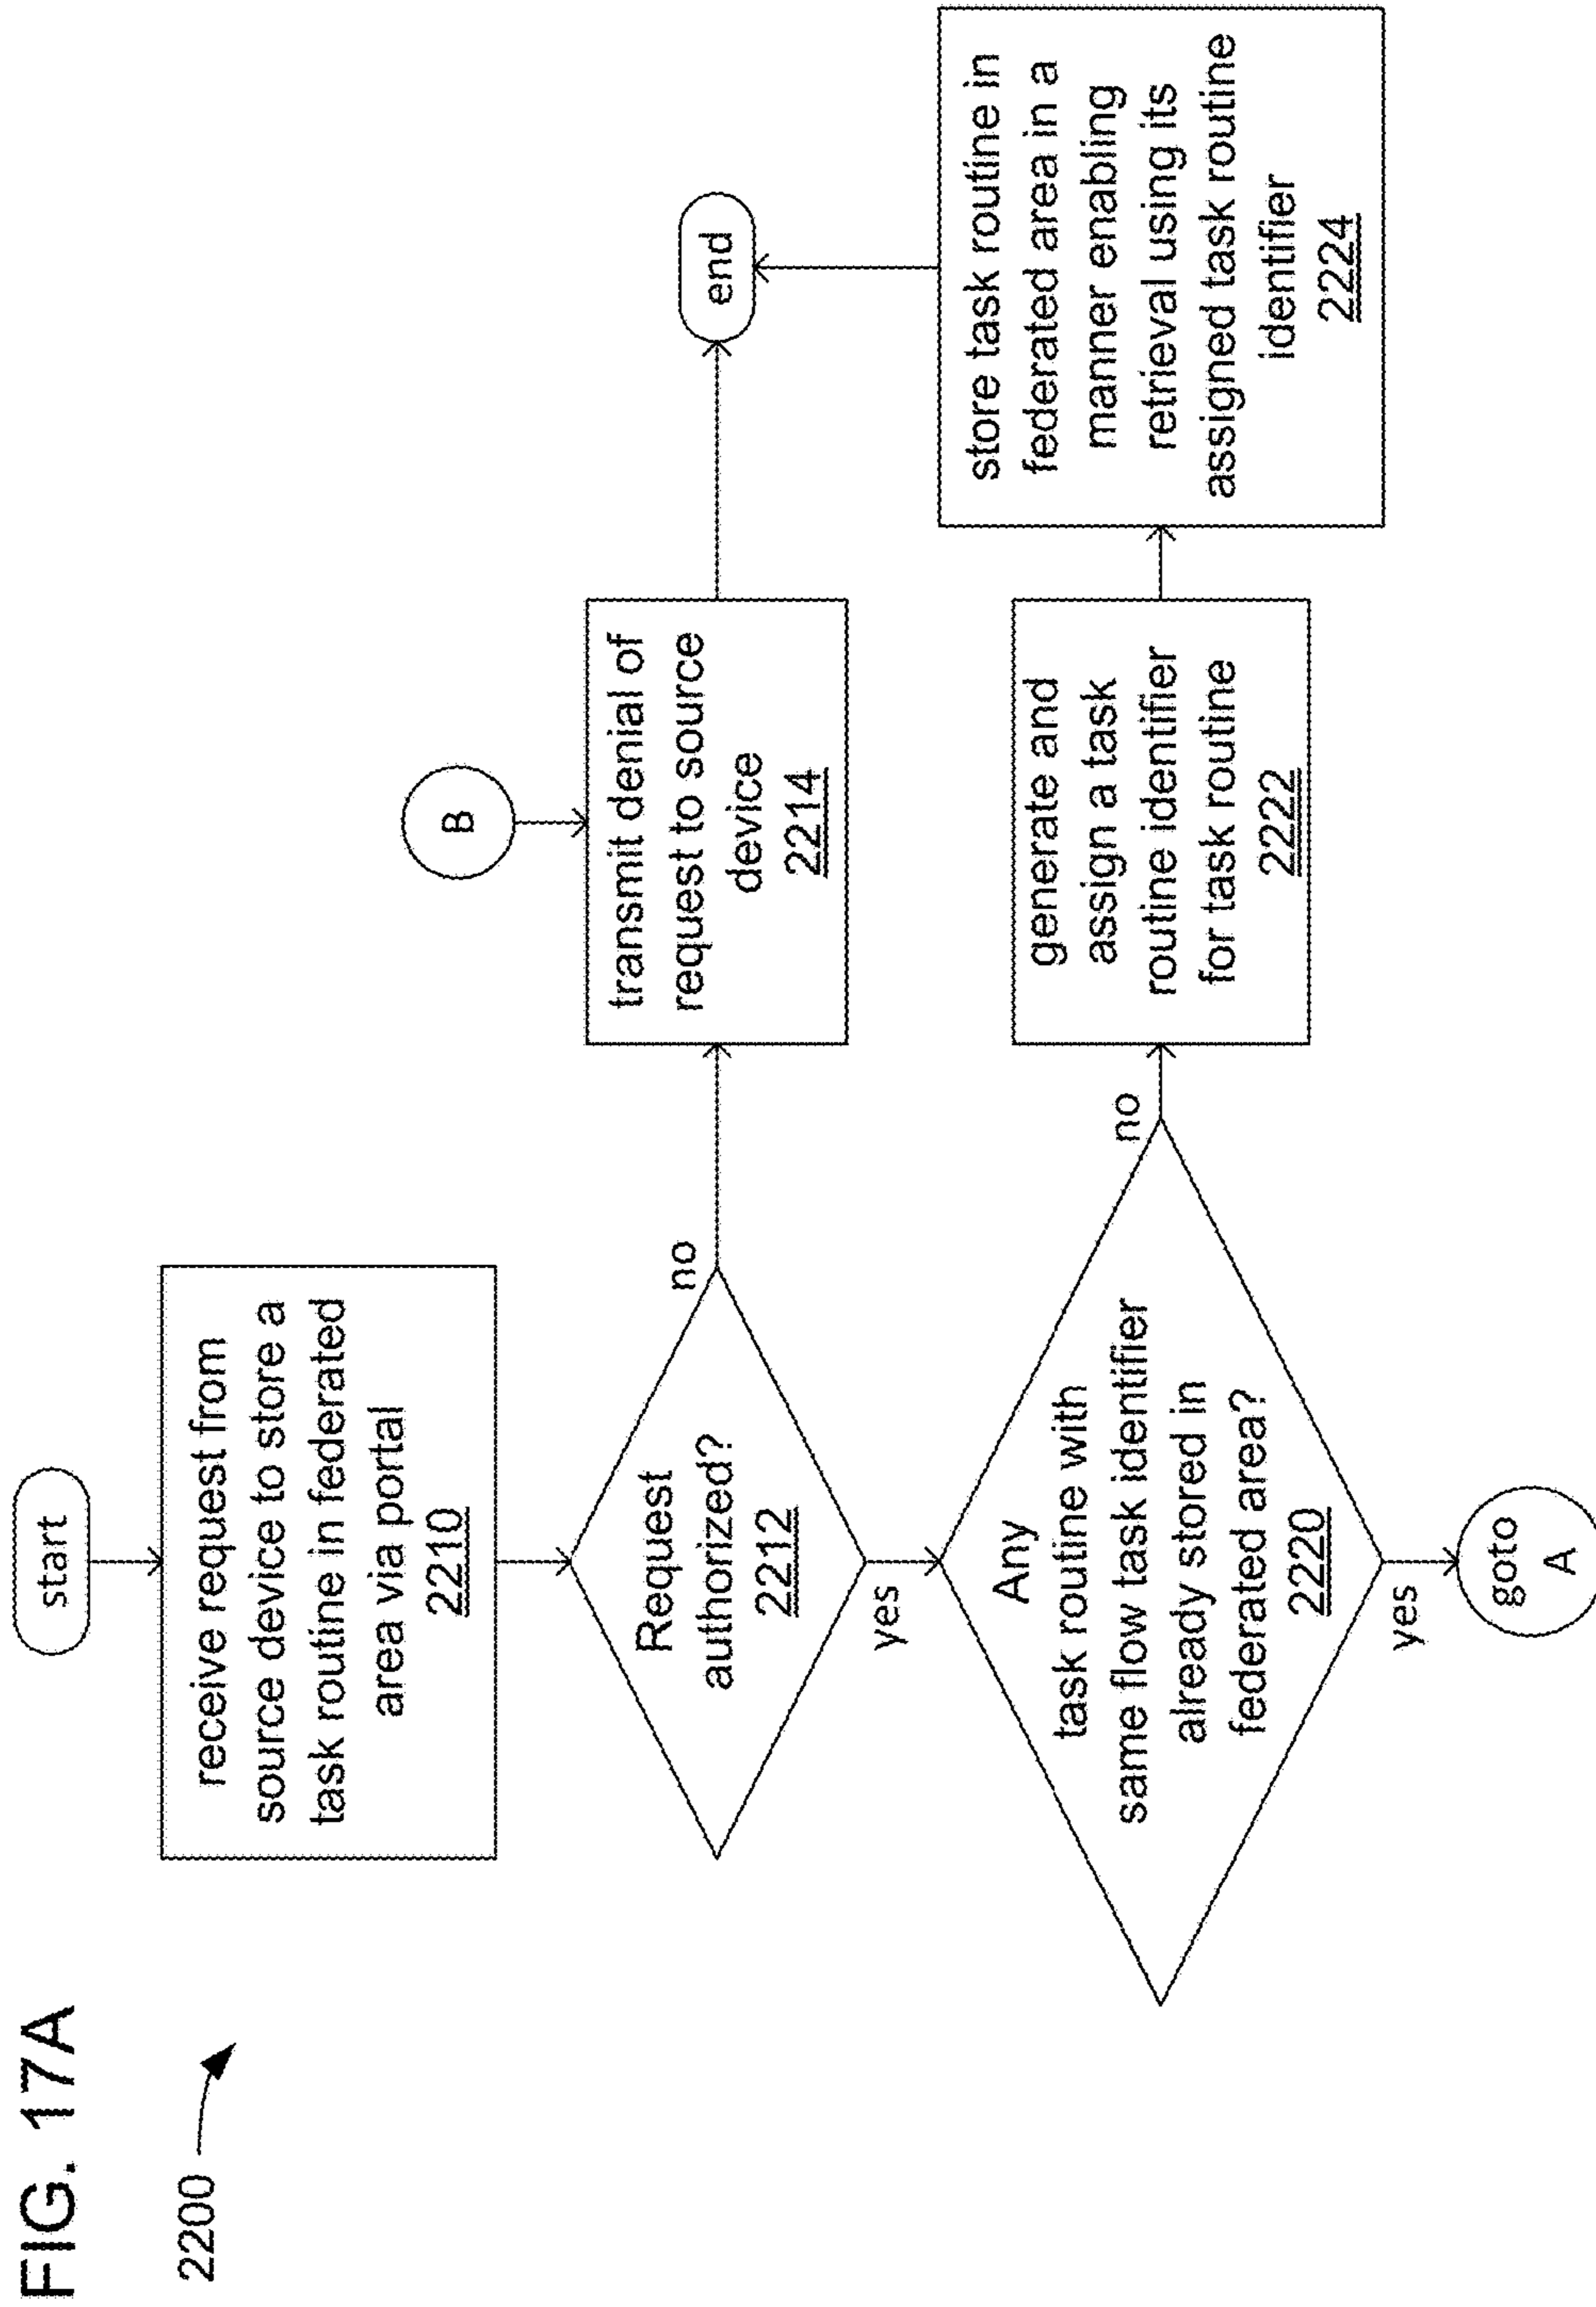 FIG. 17A
2200
start
receive request from
source device to store a
task routine in federated
area via portal
2210
Request
authorized?
2212
no
yes
B
transmit denial of
request to source
device
2214
end
Any
task routine with
same flow task identifier
already stored in
federated area?
2220
no
yes
generate and
assign a task
routine identifier
for task routine
2222
store task routine in
federated area in a
manner enabling
retrieval using its
assigned task routine
identifier
2224
goto
A